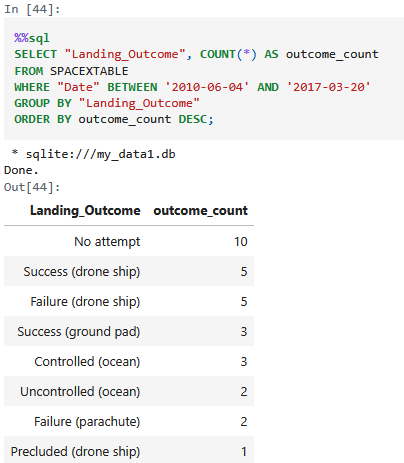 In [44]:
%%sql
SELECT "Landing_Outcome", COUNT(*) AS outcome_count
FROM SPACEXTABLE
WHERE "Date" BETWEEN '2010-06-04' AND '2017-03-20'
GROUP BY "Landing_Outcome"
ORDER BY outcome_count DESC;
* sqlite:///my_data1.db
Done.
Out[44]:
Landing_Outcome outcome_count
No attempt 10
Success (drone ship) 5
Failure (drone ship) 5
Success (ground pad) 3
Controlled (ocean) 3
Uncontrolled (ocean) 2
Failure (parachute) 2
Precluded (drone ship) 1